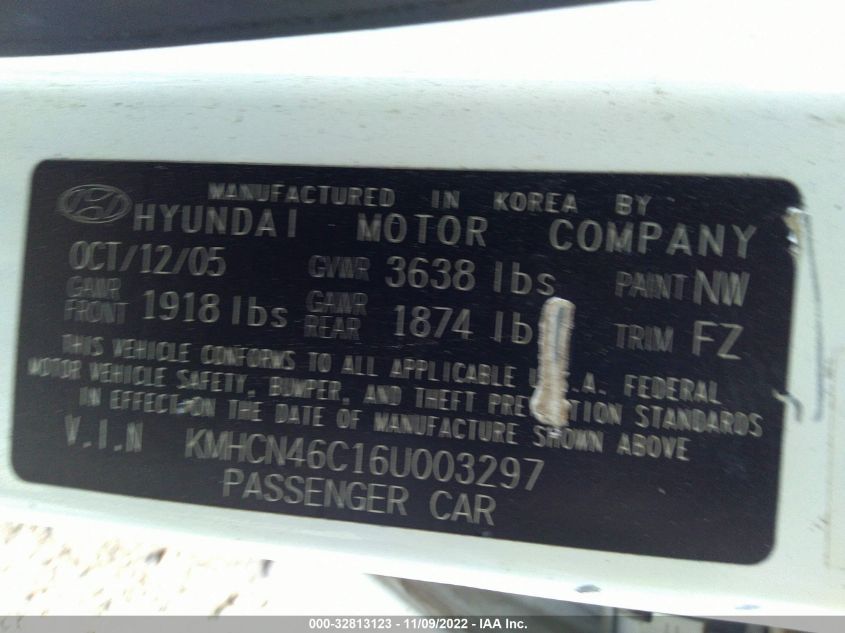 MANUFACTURED IN KOREA BY
HYUNDAI MOTOR COMPANY
OCT/12/05 GVWR 3638 lbs PAINT NW
GAWR FRONT 1918 lbs GAWR REAR 1874 lb TRIM FZ
THIS VEHICLE CONFORMS TO ALL APPLICABLE U.S.A. FEDERAL
MOTOR VEHICLE SAFETY, BUMPER, AND THEFT PREVENTION STANDARDS
IN EFFECT ON THE DATE OF MANUFACTURE SHOWN ABOVE
V.I.N KMHCN46C16U003297
PASSENGER CAR
000-32813123 - 11/09/2022 - IAA Inc.